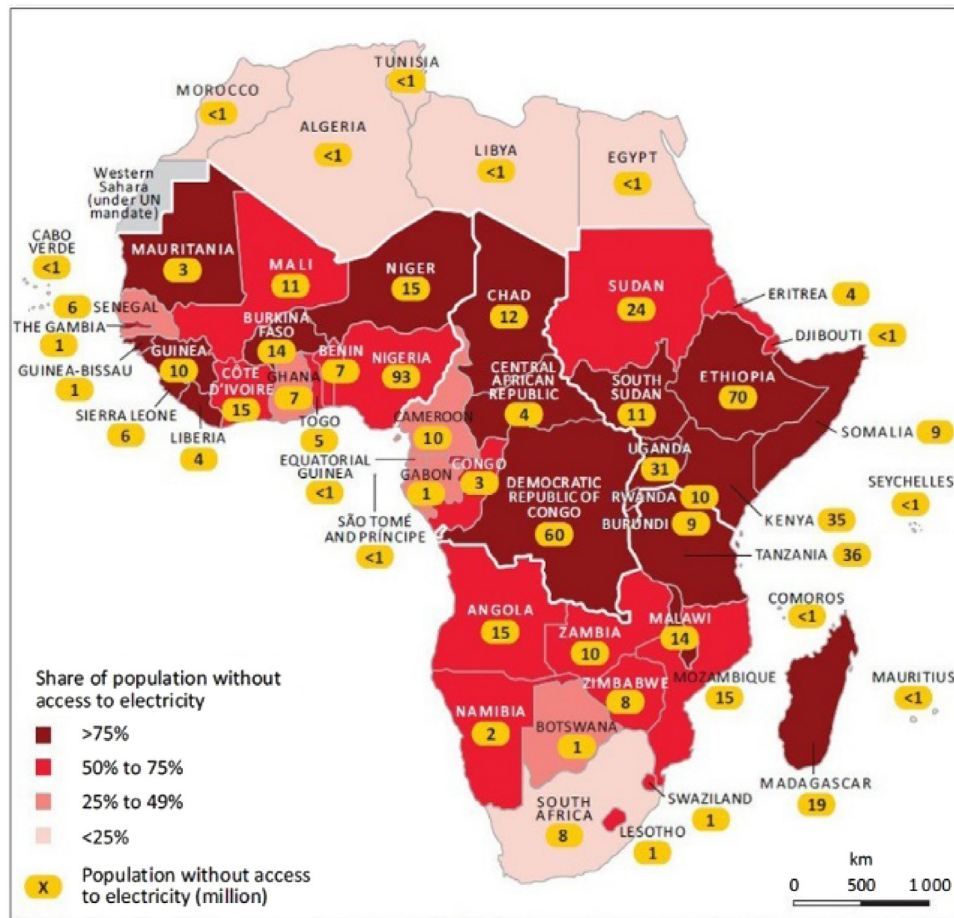 TUNISIA
<1
MOROCCO
<1
ALGERIA
<1
LIBYA
<1
EGYPT
<1
Western
Sahara
(under UN
mandate)
CABO
VERDE
<1
MAURITANIA
3
MALI
11
NIGER
15
CHAD
12
SUDAN
24
ERITREA 4
DJIBOUTI <1
6
SENEGAL
THE GAMBIA
1
GUINEA-BISSAU
1
GUINEA
10
SIERRA LEONE
6
LIBERIA
4
CÔTE
D'IVOIRE
15
BURKINA
FASO
14
GHANA
7
TOGO
5
BENIN
7
NIGERIA
93
CENTRAL
AFRICAN
REPUBLIC
4
SOUTH
SUDAN
11
ETHIOPIA
70
SOMALIA 9
CAMEROON
10
EQUATORIAL
GUINEA
<1
GABON
1
CONGO
3
SÃO TOMÉ
AND PRÍNCIPE
<1
DEMOCRATIC
REPUBLIC OF
CONGO
60
UGANDA
31
RWANDA 10
BURUNDI 9
KENYA 35
TANZANIA 36
SEYCHELLES
<1
COMOROS
<1
ANGOLA
15
ZAMBIA
10
MALAWI
14
MOZAMBIQUE
15
ZIMBABWE
8
NAMIBIA
2
BOTSWANA
1
MAURITIUS
<1
MADAGASCAR
19
SOUTH
AFRICA
8
SWAZILAND
1
LESOTHO
1
Share of population without
access to electricity
>75%
50% to 75%
25% to 49%
<25%
X Population without access
to electricity (million)
km
0 500 1 000